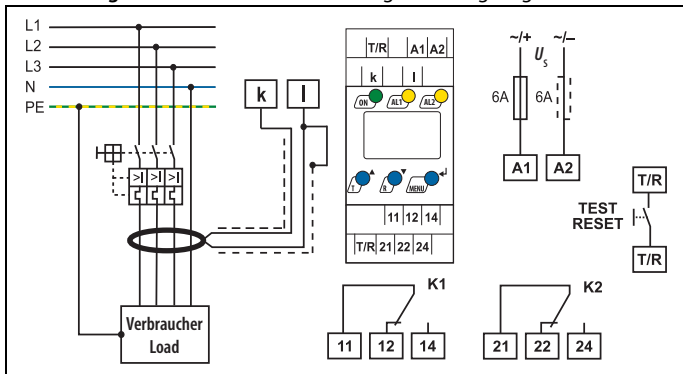 L1
L2
L3
N
PE
k
l
>I >I >I
Verbraucher
Load
T/R A1 A2
k l
ON AL1 AL2
T R MENU
11 12 14
T/R 21 22 24
~/+ ~/–
Us
6A 6A
A1 A2
T/R
TEST
RESET
T/R
K1
11 12 14
K2
21 22 24